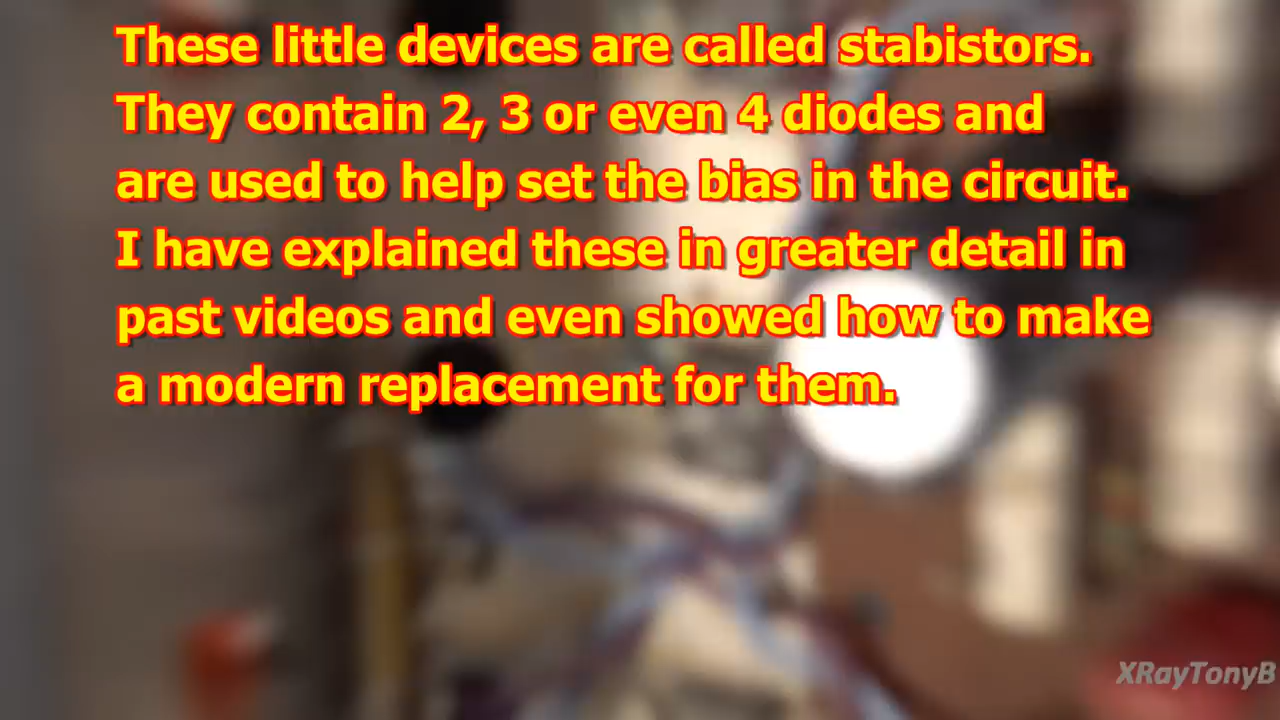 These little devices are called stabistors.
They contain 2, 3 or even 4 diodes and
are used to help set the bias in the circuit.
I have explained these in greater detail in
past videos and even showed how to make
a modern replacement for them.
XRayTonyB